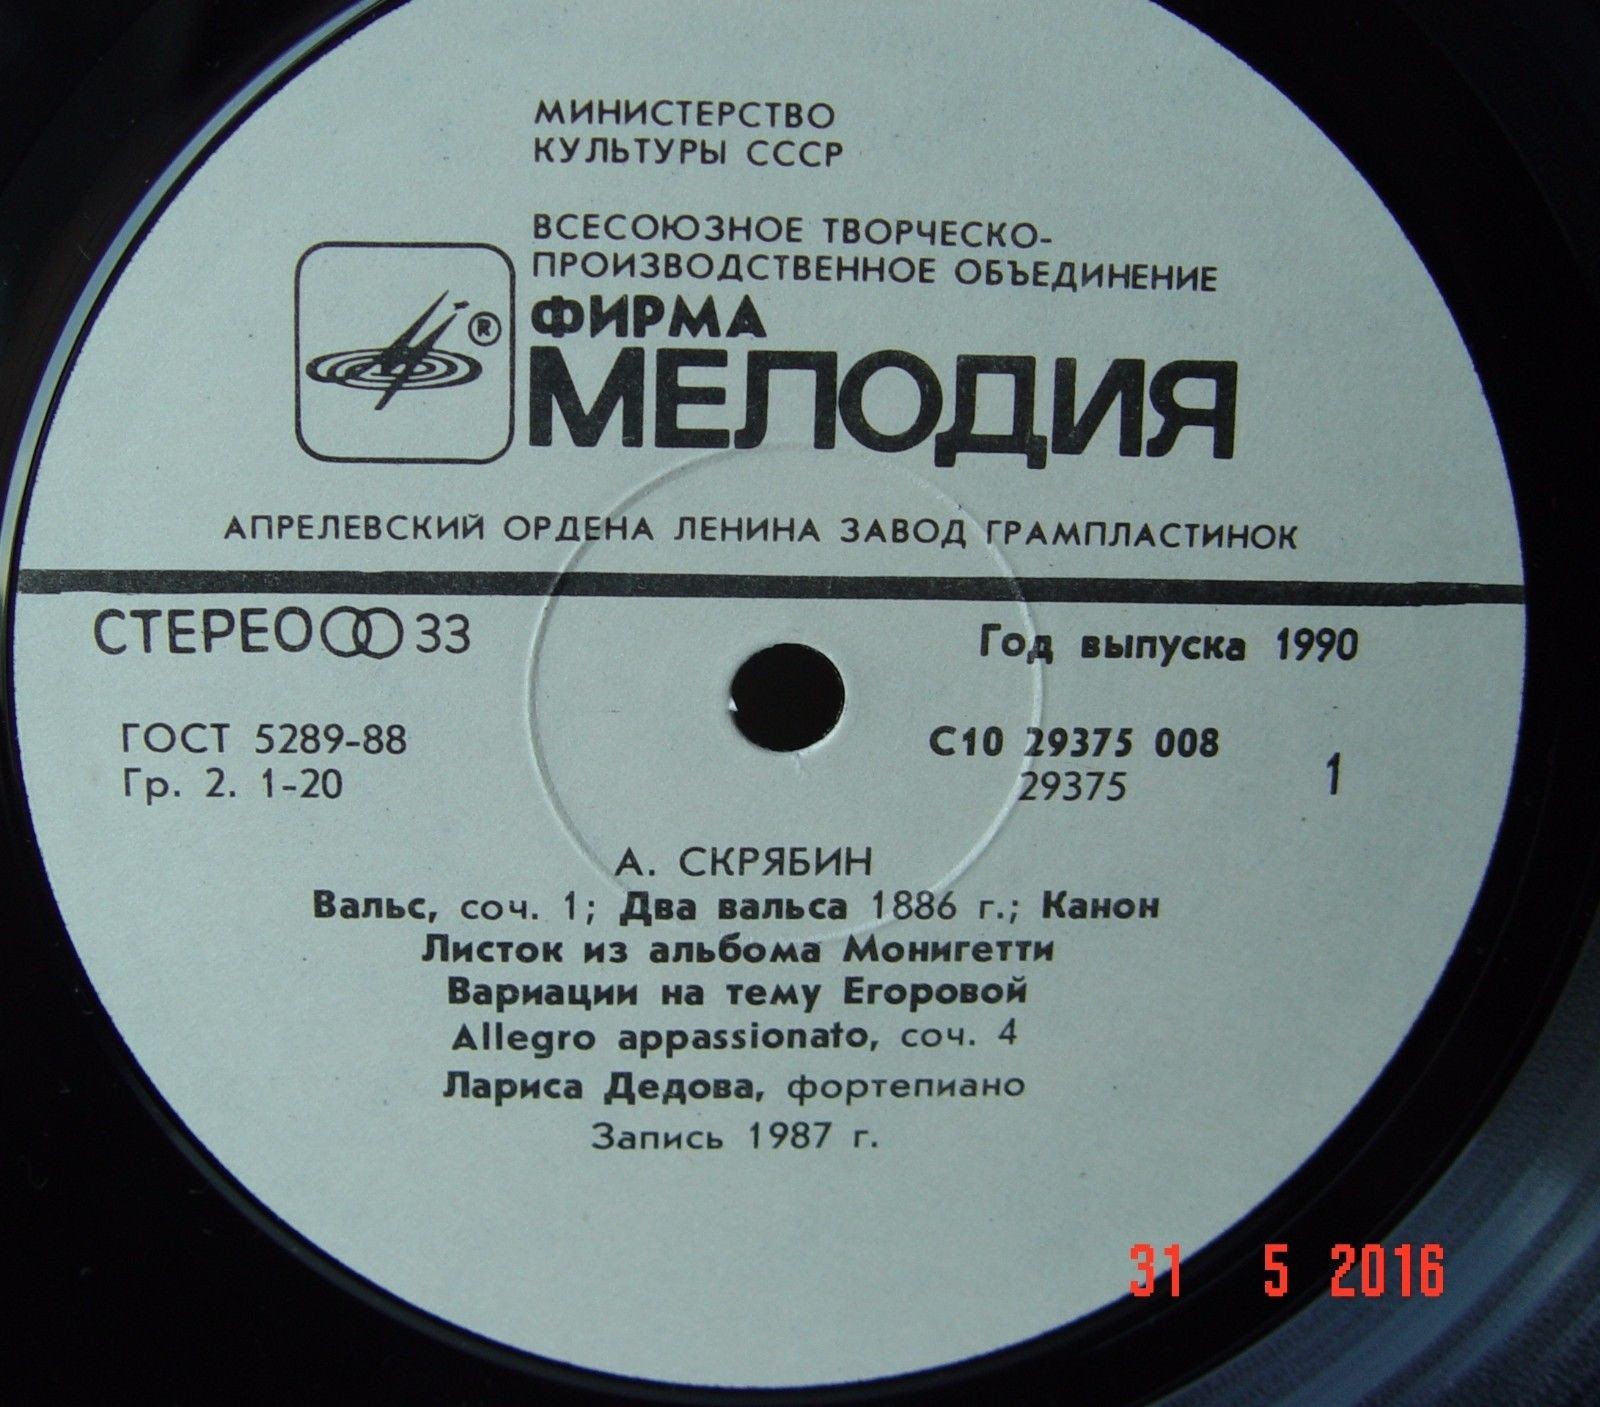 МИНИСТЕРСТВО
КУЛЬТУРЫ СССР
ВСЕСОЮЗНОЕ ТВОРЧЕСКО-
ПРОИЗВОДСТВЕННОЕ ОБЪЕДИНЕНИЕ
®
ФИРМА
МЕЛОДИЯ
АПРЕЛЕВСКИЙ ОРДЕНА ЛЕНИНА ЗАВОД ГРАМПЛАСТИНОК
СТЕРЕО 33
Год выпуска 1990
ГОСТ 5289-88
С10 29375 008
Гр. 2. 1-20
29375
1
А. СКРЯБИН
Вальс, соч. 1; Два вальса 1886 г.; Канон
Листок из альбома Монигетти
Вариации на тему Егоровой
Allegro appassionato, соч. 4
Лариса Дедова, фортепиано
Запись 1987 г.
31 5 2016